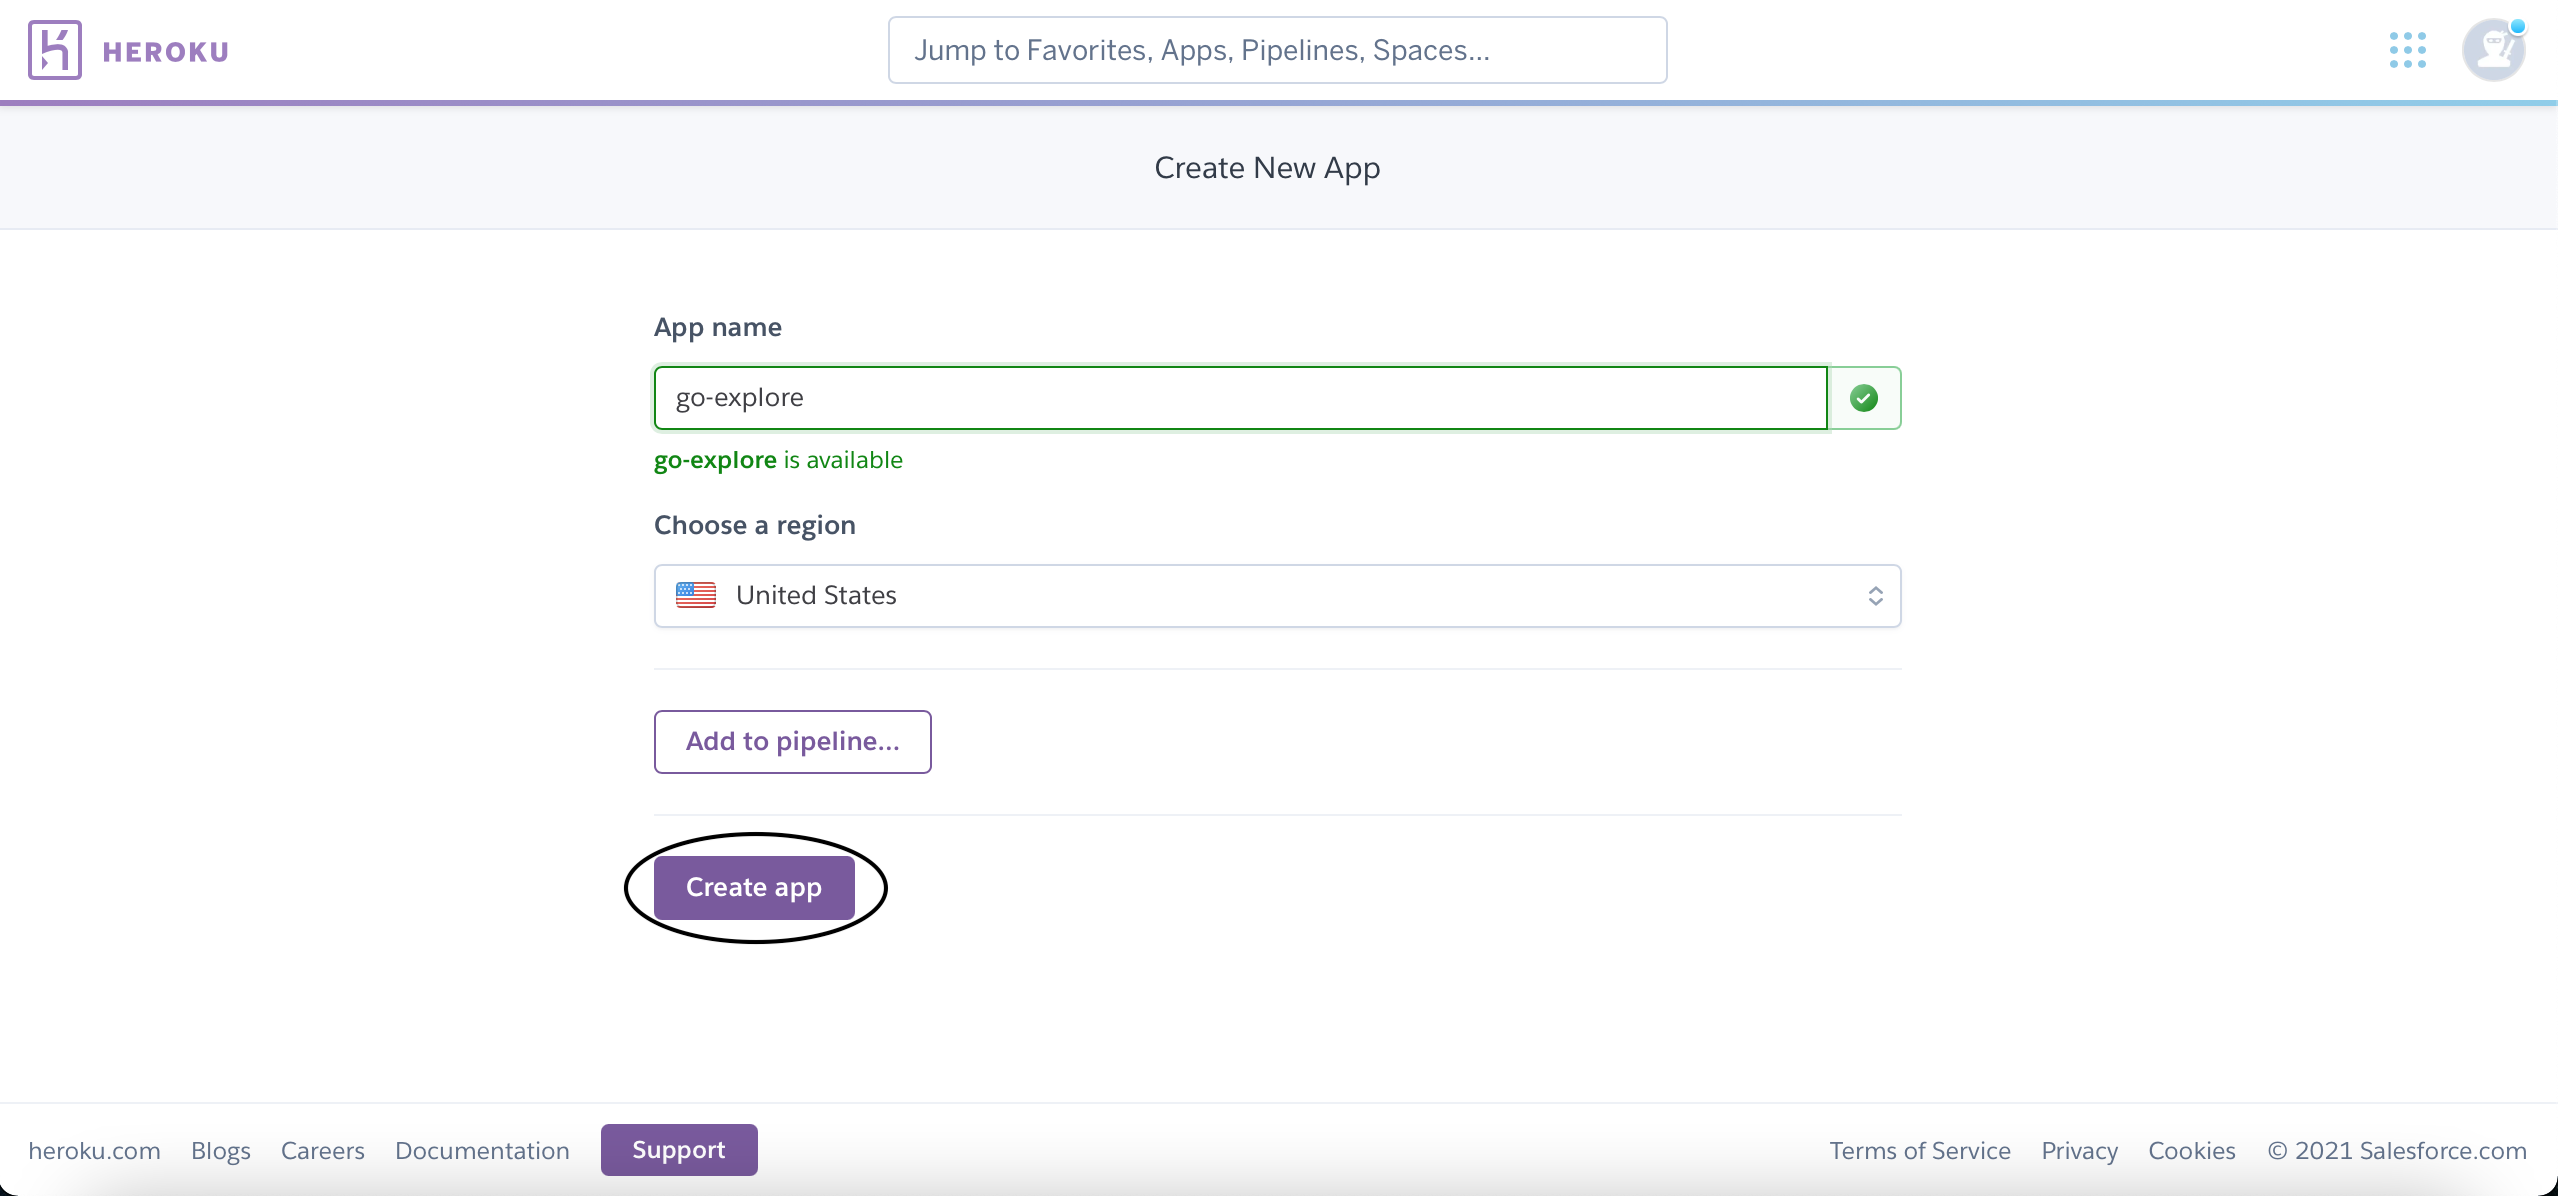 HEROKU
Jump to Favorites, Apps, Pipelines, Spaces...
Create New App
App name
go-explore
go-explore is available
Choose a region
United States
Add to pipeline...
Create app
heroku.com Blogs Careers Documentation Support Terms of Service Privacy Cookies © 2021 Salesforce.com